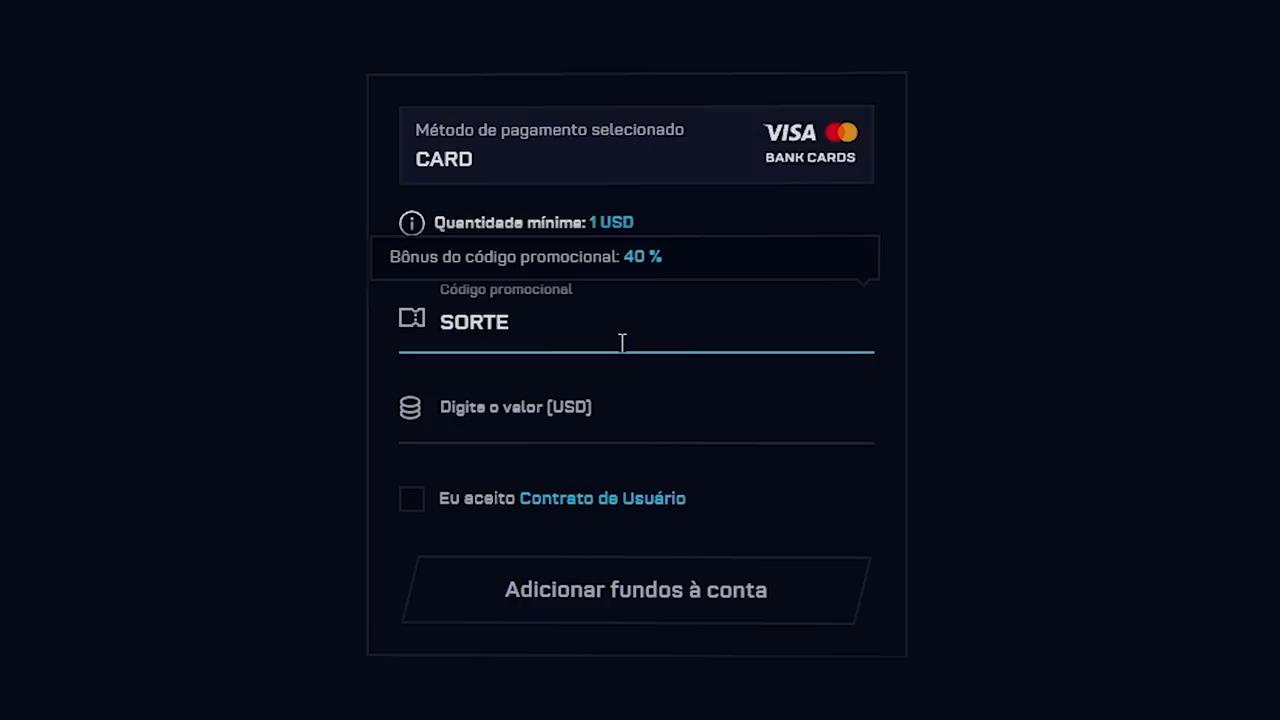 Método de pagamento selecionado
CARD
VISA
BANK CARDS
Quantidade mínima: 1 USD
Bônus do código promocional: 40 %
Código promocional
SORTE
Digite o valor (USD)
Eu aceito Contrato de Usuário
Adicionar fundos à conta